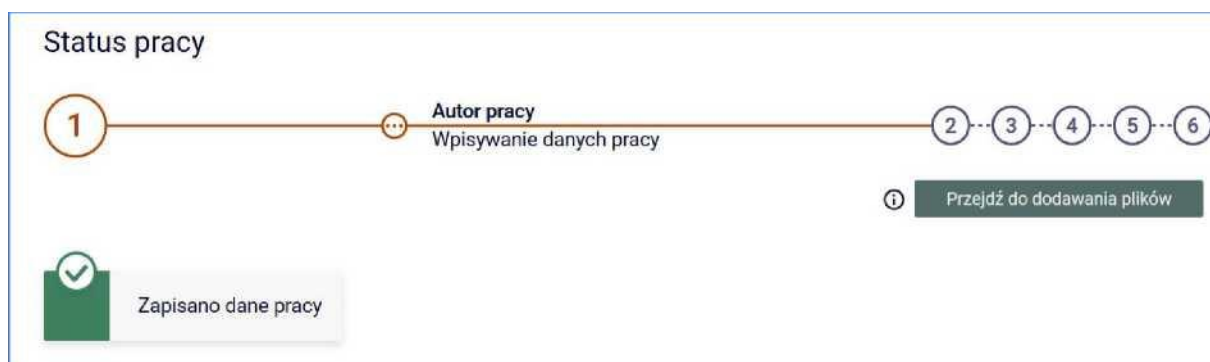 Status pracy
1
Autor pracy
Wpisywanie danych pracy
2 3 4 5 6
Przejdź do dodawania plików
Zapisano dane pracy